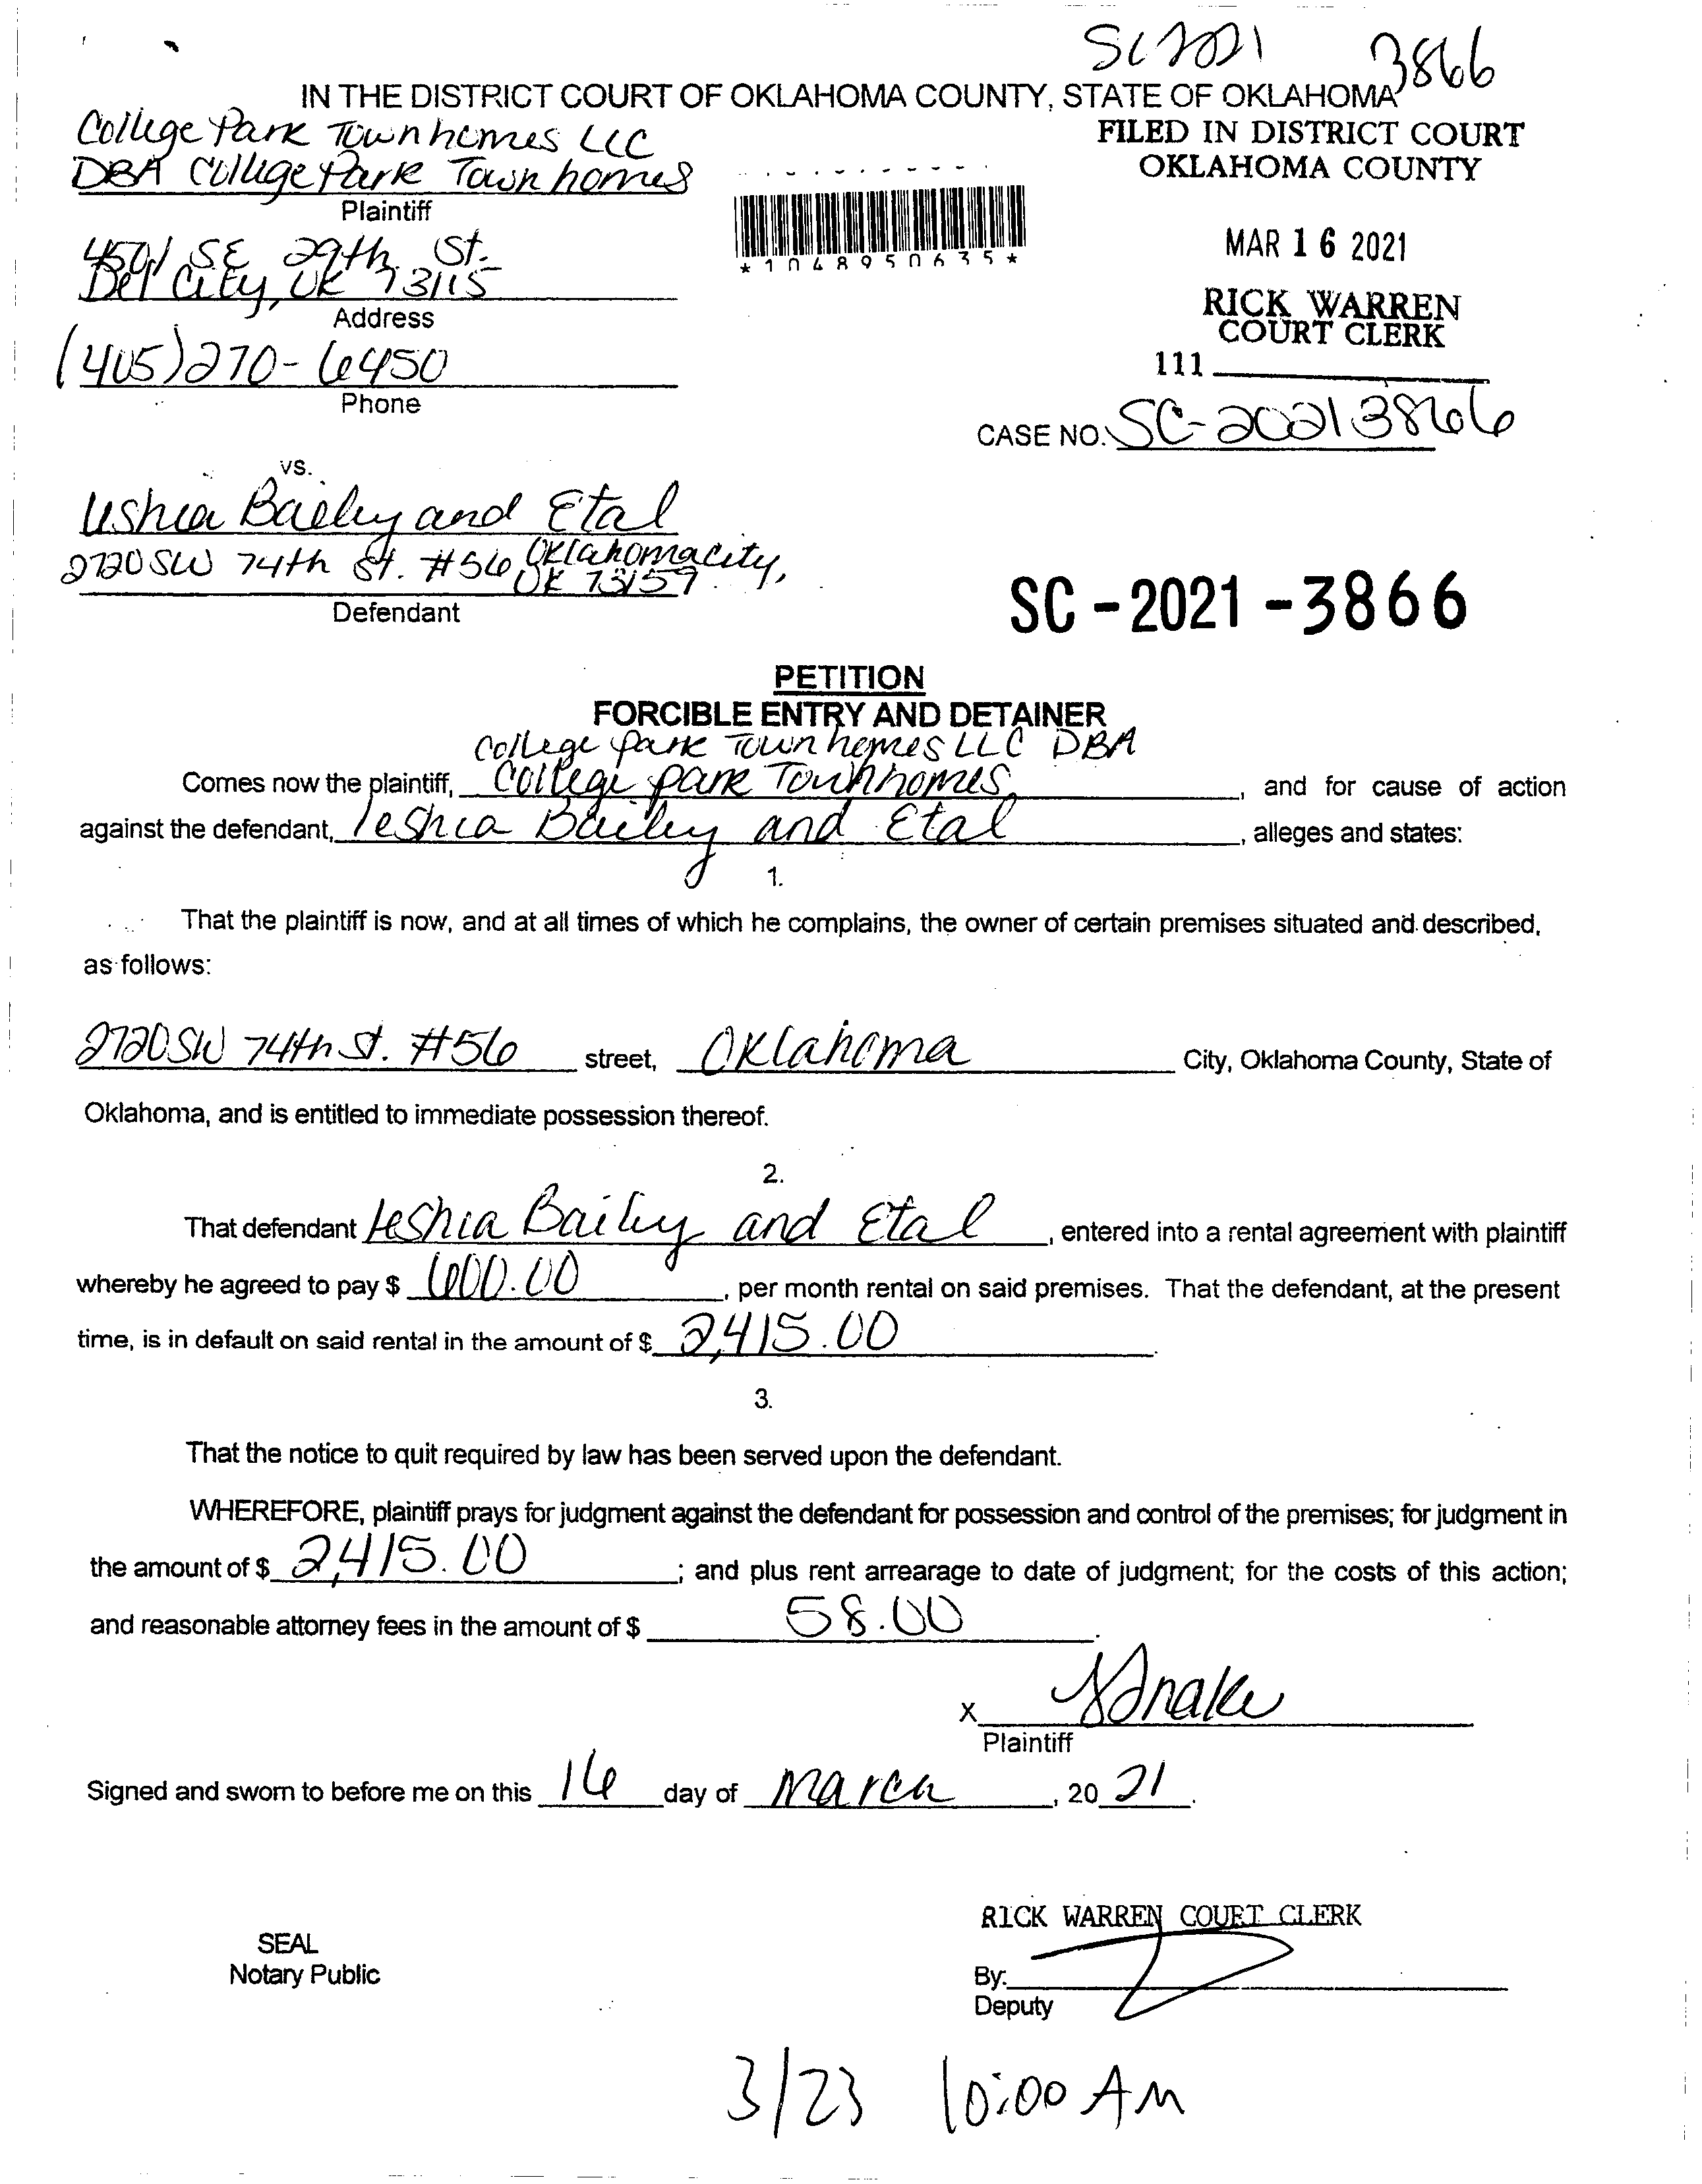 SC2021 3866
IN THE DISTRICT COURT OF OKLAHOMA COUNTY, STATE OF OKLAHOMA
College Park Townhomes LLC
DBA College Park Townhomes
Plaintiff
FILED IN DISTRICT COURT
OKLAHOMA COUNTY
MAR 16 2021
RICK WARREN
COURT CLERK
111
*1048950635*
4501 SE 29th St.
Del City, OK 73115
Address
(405) 270-6450
Phone
CASE NO. SC-20213866
vs.
Ieshia Bailey and Etal
2720 SW 74th St. #56 Oklahoma City,
OK 73159
Defendant
SC-2021-3866
PETITION
FORCIBLE ENTRY AND DETAINER
College Park Townhomes LLC DBA
Comes now the plaintiff, College park Townhomes, and for cause of action
against the defendant, Ieshia Bailey and Etal, alleges and states:
1.
That the plaintiff is now, and at all times of which he complains, the owner of certain premises situated and described,
as follows:
2720 SW 74th St. #56 street, Oklahoma City, Oklahoma County, State of
Oklahoma, and is entitled to immediate possession thereof.
2.
That defendant Ieshia Bailey and Etal, entered into a rental agreement with plaintiff
whereby he agreed to pay $ 600.00, per month rental on said premises. That the defendant, at the present
time, is in default on said rental in the amount of $ 2,415.00.
3.
That the notice to quit required by law has been served upon the defendant.
WHEREFORE, plaintiff prays for judgment against the defendant for possession and control of the premises; for judgment in
the amount of $ 2,415.00; and plus rent arrearage to date of judgment; for the costs of this action;
and reasonable attorney fees in the amount of $ 58.00.
X
Plaintiff
Signed and sworn to before me on this 16 day of March, 20 21.
RICK WARREN COURT CLERK
SEAL
Notary Public
By:
Deputy
3/23 10:00 AM